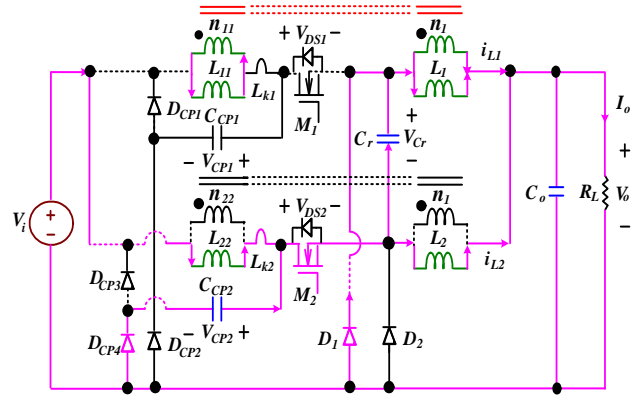 n11 + VDS1 − n1 iL1
L11 Lk1 M1 L1
DCP1 CCP1 Cr + VCr − Io
− VCP1 +
n22 + VDS2 − n1 Co RL + Vo −
Vi + −
L22 Lk2 M2 L2 iL2
DCP3 CCP2
− VCP2 +
DCP4 DCP2 D1 D2